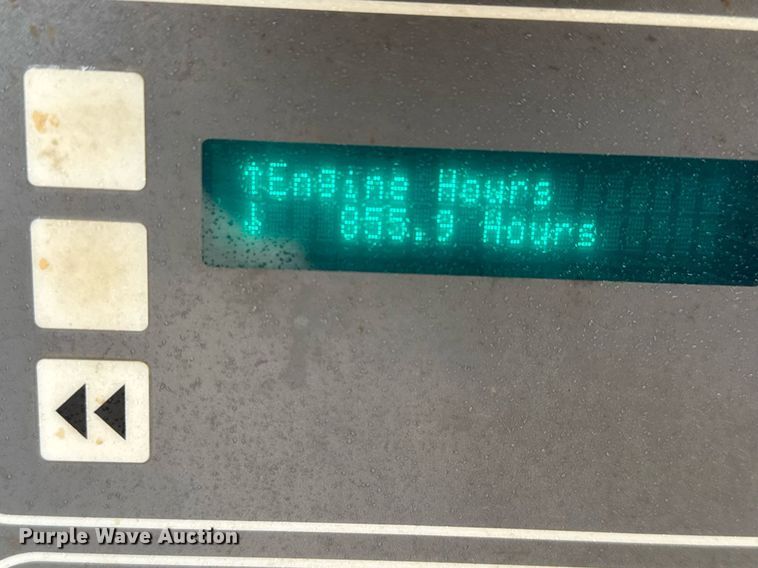 ↑Engine Hours
↓ 855.9 Hours
Purple Wave Auction